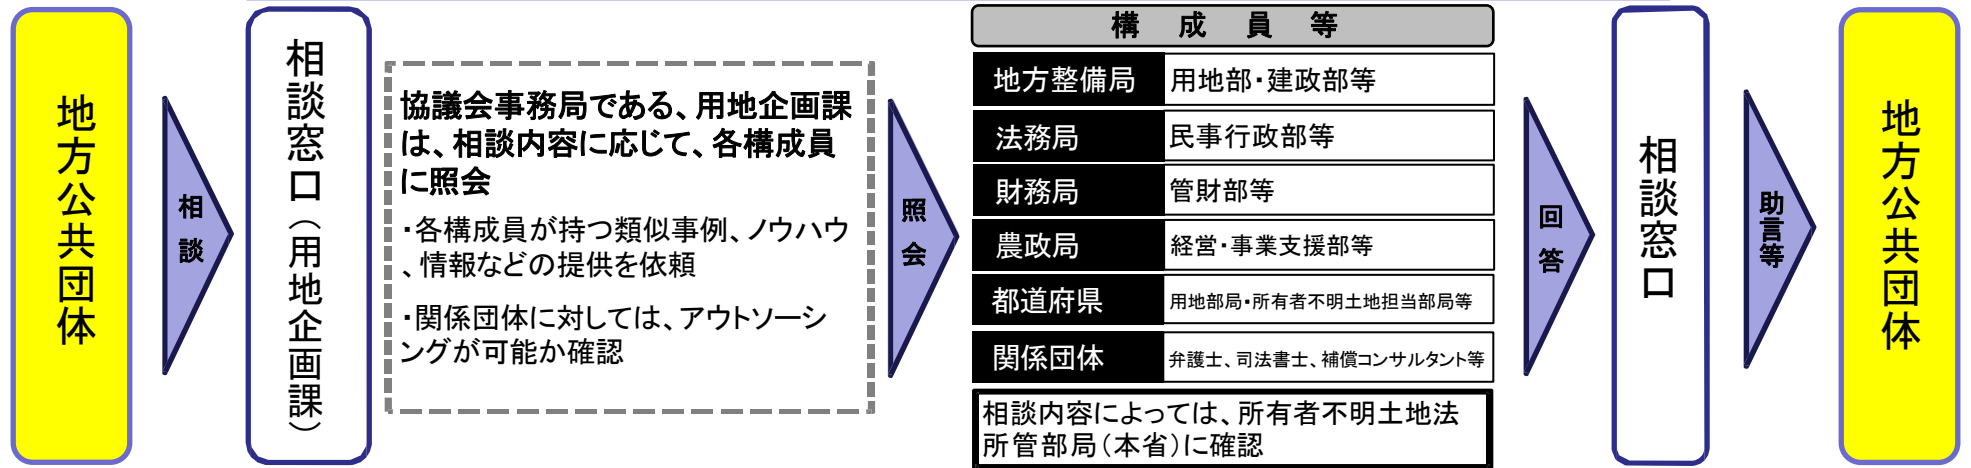 地方公共団体
相談
相談窓口（用地企画課）
協議会事務局である、用地企画課
は、相談内容に応じて、各構成員
に照会
・各構成員が持つ類似事例、ノウハウ
、情報などの提供を依頼
・関係団体に対しては、アウトソーシ
ングが可能か確認
照会
構成員等
地方整備局 用地部・建政部等
法務局 民事行政部等
財務局 管財部等
農政局 経営・事業支援部等
都道府県 用地部局・所有者不明土地担当部局等
関係団体 弁護士、司法書士、補償コンサルタント等
相談内容によっては、所有者不明土地法
所管部局（本省）に確認
回答
相談窓口
助言等
地方公共団体